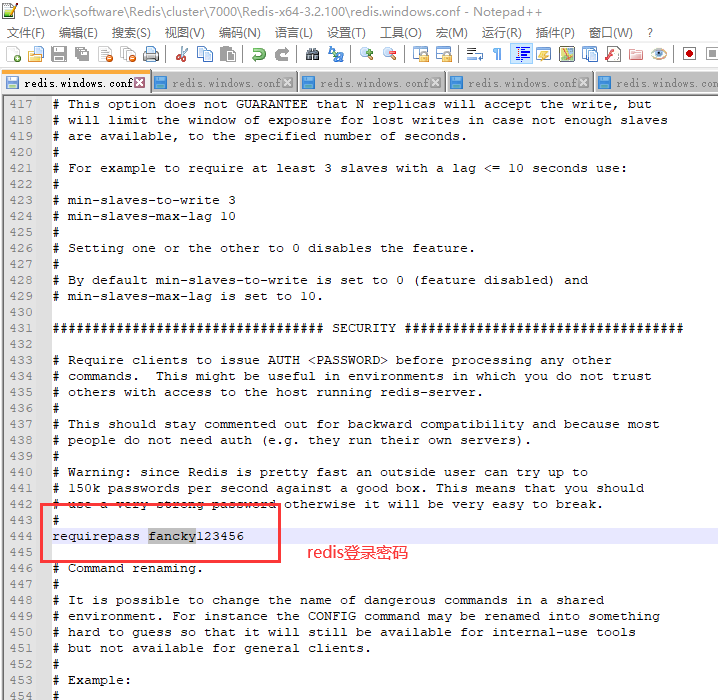 D:\work\software\Redis\cluster\7000\Redis-x64-3.2.100\redis.windows.conf - Notepad++
文件(F) 编辑(E) 搜索(S) 视图(V) 编码(N) 语言(L) 设置(T) 工具(O) 宏(M) 运行(R) 插件(P) 窗口(W) ?
redis.windows.conf redis.windows.conf redis.windows.conf redis.windows.conf redis.windows.conf
417 # This option does not GUARANTEE that N replicas will accept the write, but
418 # will limit the window of exposure for lost writes in case not enough slaves
419 # are available, to the specified number of seconds.
420 #
421 # For example to require at least 3 slaves with a lag <= 10 seconds use:
422 #
423 # min-slaves-to-write 3
424 # min-slaves-max-lag 10
425 #
426 # Setting one or the other to 0 disables the feature.
427 #
428 # By default min-slaves-to-write is set to 0 (feature disabled) and
429 # min-slaves-max-lag is set to 10.
430
431 ################################## SECURITY ###################################
432
433 # Require clients to issue AUTH <PASSWORD> before processing any other
434 # commands.  This might be useful in environments in which you do not trust
435 # others with access to the host running redis-server.
436 #
437 # This should stay commented out for backward compatibility and because most
438 # people do not need auth (e.g. they run their own servers).
439 #
440 # Warning: since Redis is pretty fast an outside user can try up to
441 # 150k passwords per second against a good box. This means that you should
442 # use a very strong password otherwise it will be very easy to break.
443 #
444 requirepass fancky123456
redis登录密码
445
446 # Command renaming.
447 #
448 # It is possible to change the name of dangerous commands in a shared
449 # environment. For instance the CONFIG command may be renamed into something
450 # hard to guess so that it will still be available for internal-use tools
451 # but not available for general clients.
452 #
453 # Example:
454 #